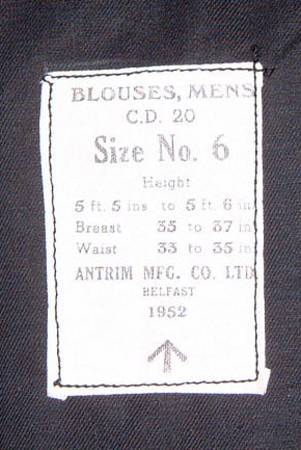 BLOUSES, MENS
C.D. 20
Size No. 6
Height
5 ft. 5 ins to 5 ft. 6 in
Breast 35 to 37 in
Waist 33 to 35 in
ANTRIM MFG. CO. LTD
BELFAST
1952